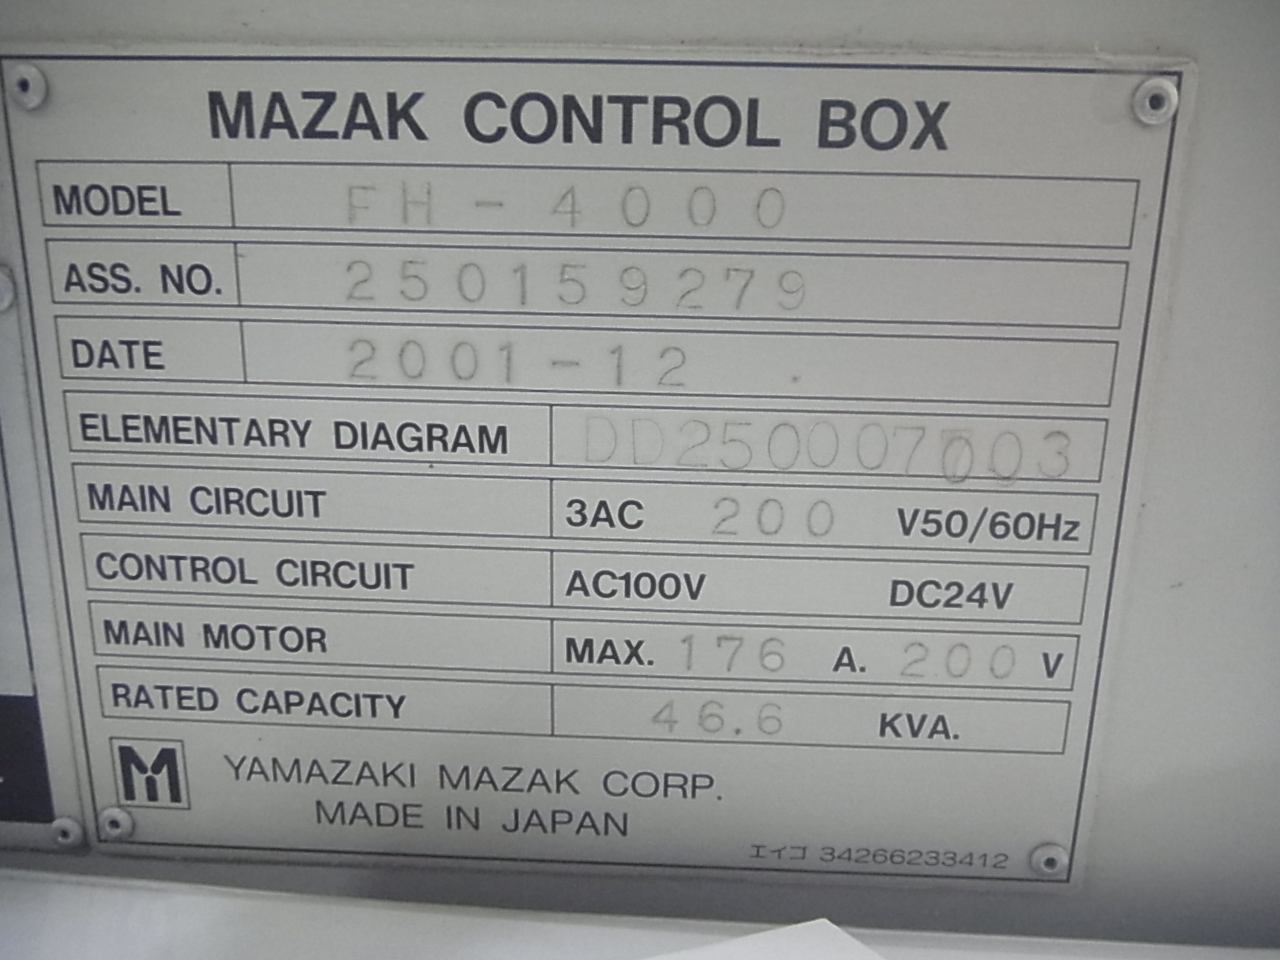 MAZAK CONTROL BOX
MODEL FH-4000
ASS. NO. 250159279
DATE 2001-12
ELEMENTARY DIAGRAM DD250007003
MAIN CIRCUIT 3AC 200 V50/60Hz
CONTROL CIRCUIT AC100V DC24V
MAIN MOTOR MAX. 176 A. 200 V
RATED CAPACITY 46.6 KVA.
YAMAZAKI MAZAK CORP.
MADE IN JAPAN
エイゴ 34266233412